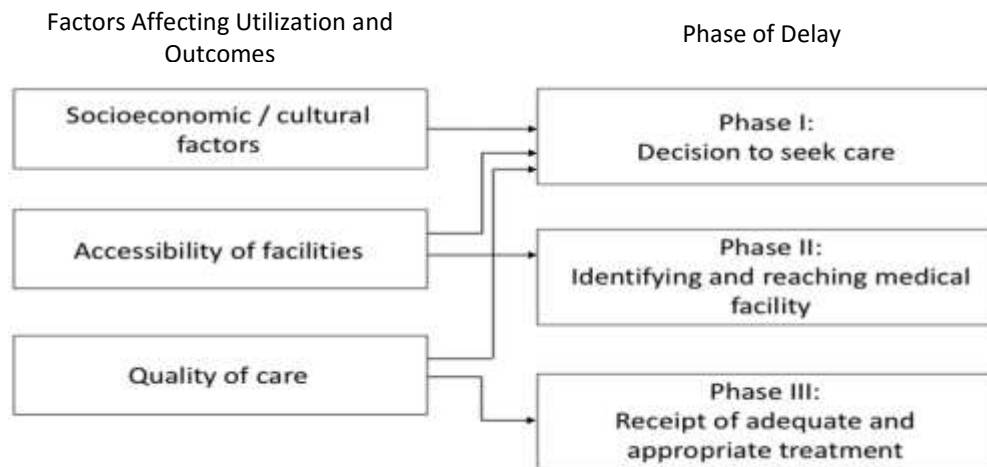 Factors Affecting Utilization and
Outcomes
Phase of Delay
Socioeconomic / cultural
factors
Phase I:
Decision to seek care
Accessibility of facilities
Phase II:
Identifying and reaching medical
facility
Quality of care
Phase III:
Receipt of adequate and
appropriate treatment